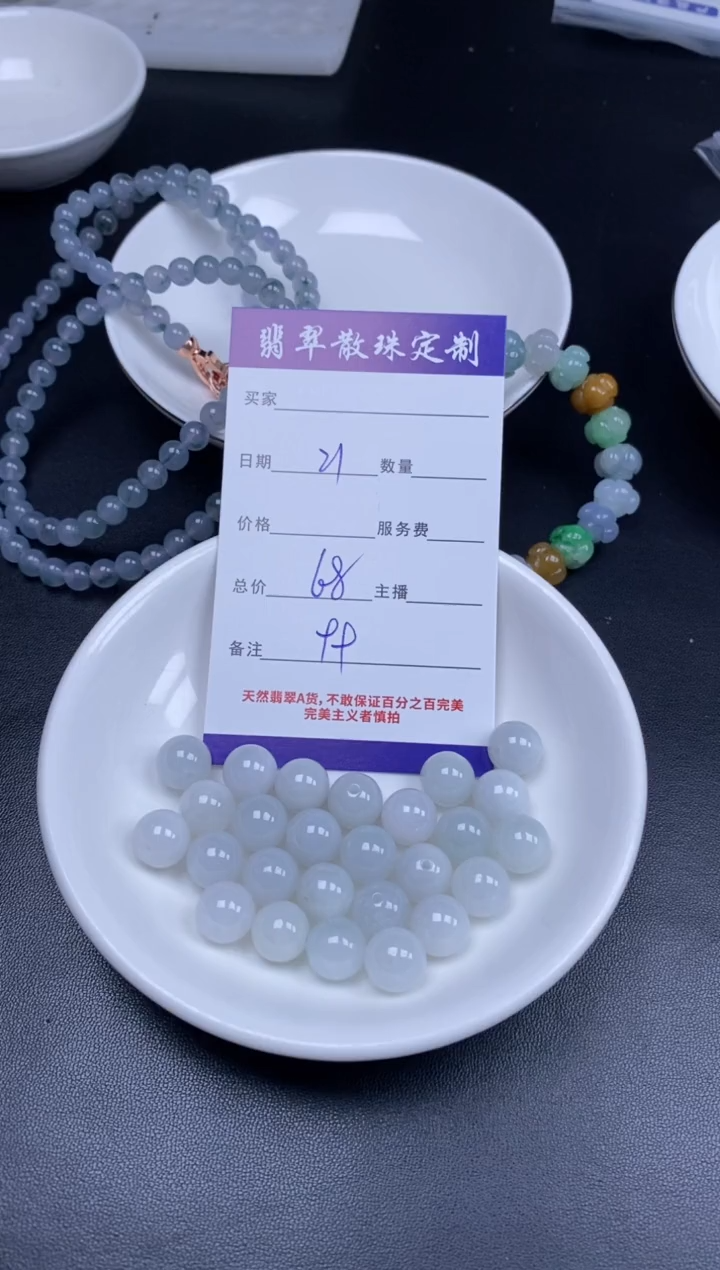 翡翠散珠定制
买家
日期 21 数量
价格 服务费
总价 68 主播
备注
天然翡翠A货,不敢保证百分之百完美
完美主义者慎拍